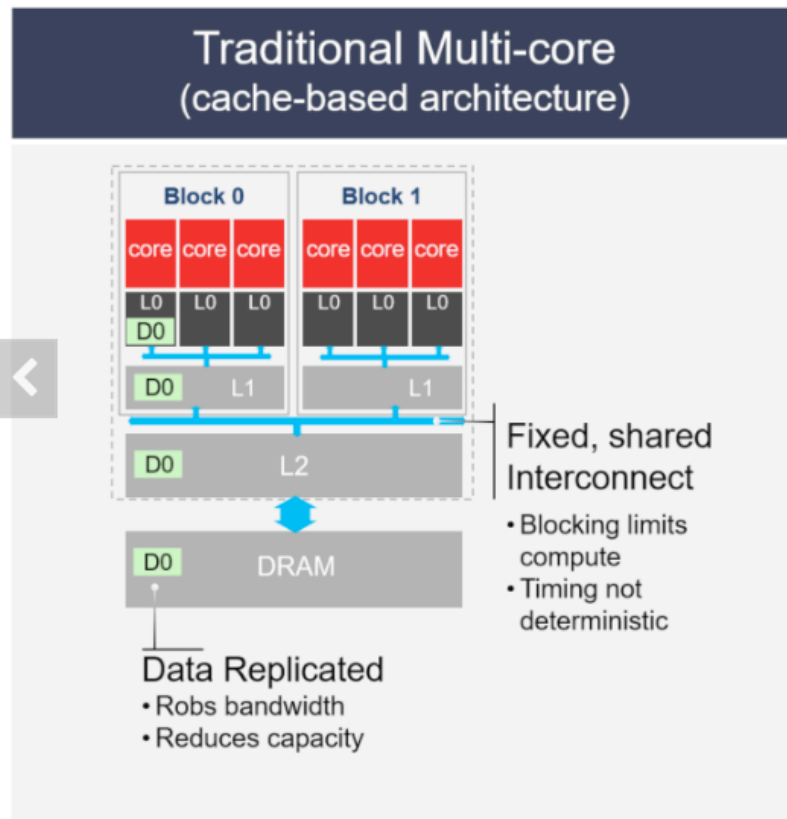 Traditional Multi-core
(cache-based architecture)
Block 0
Block 1
core core core
core core core
L0 L0 L0
L0 L0 L0
D0
D0 L1
L1
D0 L2
Fixed, shared
Interconnect
• Blocking limits
compute
• Timing not
deterministic
D0 DRAM
Data Replicated
• Robs bandwidth
• Reduces capacity